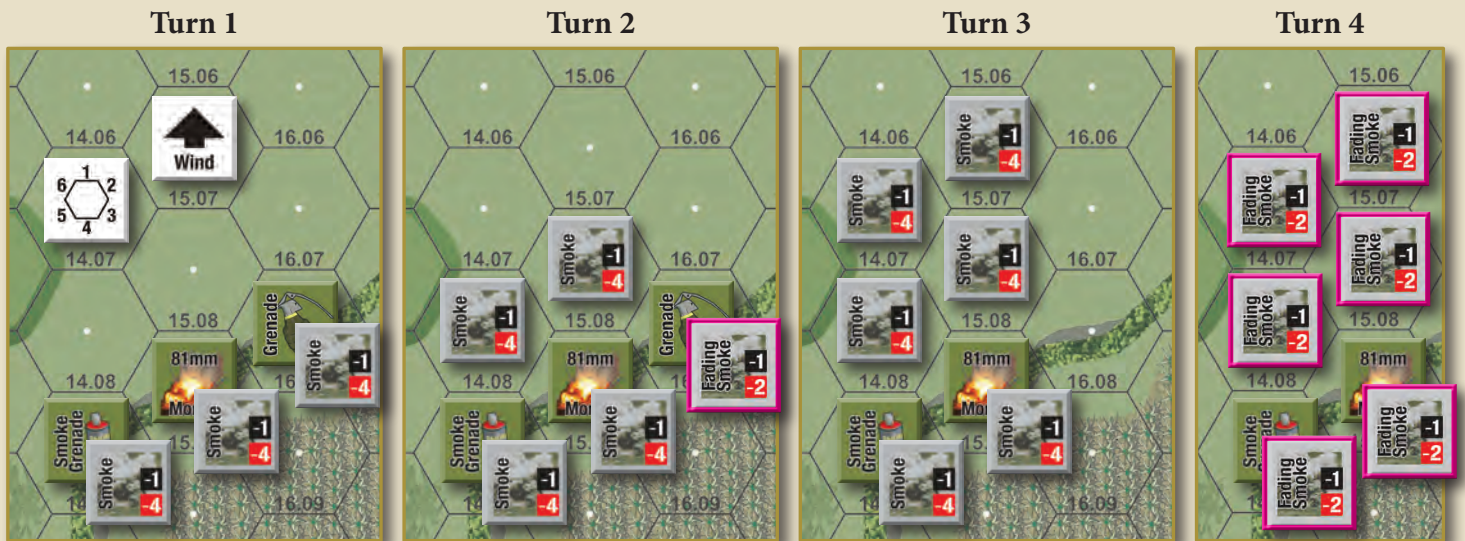 Turn 1
15.06
Wind
14.06
16.06
1
6 2
5 3
4
15.07
14.07
16.07
Grenade
15.08
81mm
Smoke
-1
-4
14.08
16.
Smoke
Grenade
Smoke
-1
-4
15.
Smoke
-1
-4
16.09
Turn 2
15.06
14.06
16.06
15.07
Smoke
-1
-4
14.07
16.07
Smoke
-1
-4
Grenade
15.08
81mm
Fading
Smoke
-1
-2
14.08
16.
Smoke
Grenade
Smoke
-1
-4
15.
Smoke
-1
-4
16.09
Turn 3
15.06
Smoke
-1
-4
14.06
16.06
Smoke
-1
-4
15.07
Smoke
-1
-4
14.07
16.07
Smoke
-1
-4
15.08
81mm
14.08
16.08
Smoke
Grenade
Smoke
-1
-4
15.
Smoke
-1
-4
16.09
Turn 4
15.06
Fading
Smoke
-1
-2
14.06
Fading
Smoke
-1
-2
Fading
Smoke
-1
-2
14.07
Fading
Smoke
-1
-2
15.08
81mm
14.08
Fading
Smoke
-1
-2
Smoke
Grenade
Fading
Smoke
-1
-2